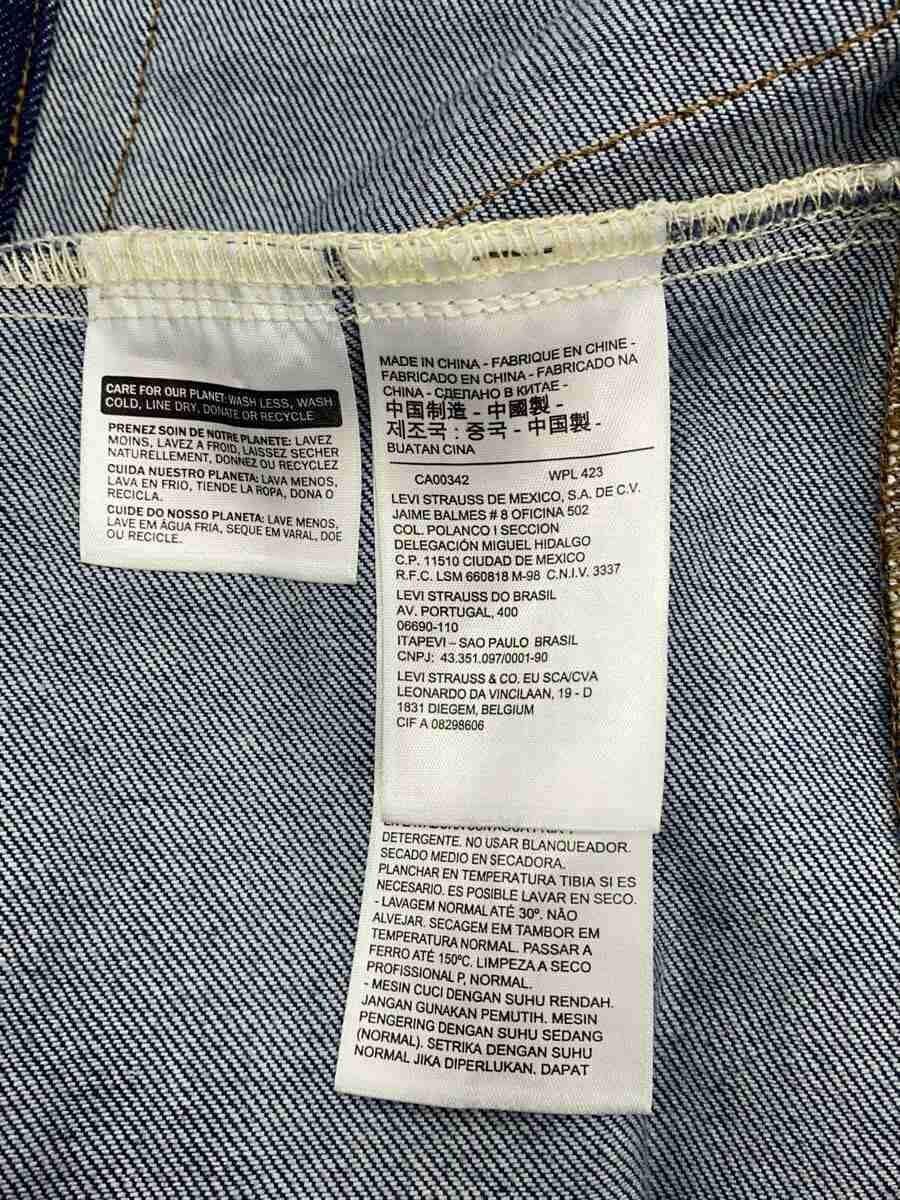 CARE FOR OUR PLANET: WASH LESS, WASH
COLD, LINE DRY, DONATE OR RECYCLE
PRENEZ SOIN DE NOTRE PLANETE: LAVEZ
MOINS, LAVEZ A FROID, LAISSEZ SECHER
NATURELLEMENT, DONNEZ OU RECYCLEZ
CUIDA NUESTRO PLANETA: LAVA MENOS,
LAVA EN FRIO, TIENDE LA ROPA, DONA O
RECICLA.
CUIDE DO NOSSO PLANETA: LAVE MENOS,
LAVE EM ÁGUA FRIA, SEQUE EM VARAL, DOE
OU RECICLE.
MADE IN CHINA - FABRIQUE EN CHINE -
FABRICADO EN CHINA - FABRICADO NA
CHINA - СДЕЛАНО В КИТАЕ -
中国制造 - 中國製 -
제조국 : 중국 - 中国製 -
BUATAN CINA
CA00342 WPL 423
LEVI STRAUSS DE MEXICO, S.A. DE C.V.
JAIME BALMES # 8 OFICINA 502
COL. POLANCO I SECCION
DELEGACIÓN MIGUEL HIDALGO
C.P. 11510 CIUDAD DE MEXICO
R.F.C. LSM 660818 M-98 C.N.I.V. 3337
LEVI STRAUSS DO BRASIL
AV. PORTUGAL, 400
06690-110
ITAPEVI – SAO PAULO BRASIL
CNPJ: 43.351.097/0001-90
LEVI STRAUSS & CO. EU SCA/CVA
LEONARDO DA VINCILAAN, 19 - D
1831 DIEGEM, BELGIUM
CIF A 08298606
DETERGENTE. NO USAR BLANQUEADOR.
SECADO MEDIO EN SECADORA.
PLANCHAR EN TEMPERATURA TIBIA SI ES
NECESARIO. ES POSIBLE LAVAR EN SECO.
- LAVAGEM NORMAL ATÉ 30º. NÃO
ALVEJAR. SECAGEM EM TAMBOR EM
TEMPERATURA NORMAL. PASSAR A
FERRO ATÉ 150ºC. LIMPEZA A SECO
PROFISSIONAL P, NORMAL.
- MESIN CUCI DENGAN SUHU RENDAH.
JANGAN GUNAKAN PEMUTIH. MESIN
PENGERING DENGAN SUHU SEDANG
(NORMAL). SETRIKA DENGAN SUHU
NORMAL JIKA DIPERLUKAN. DAPAT